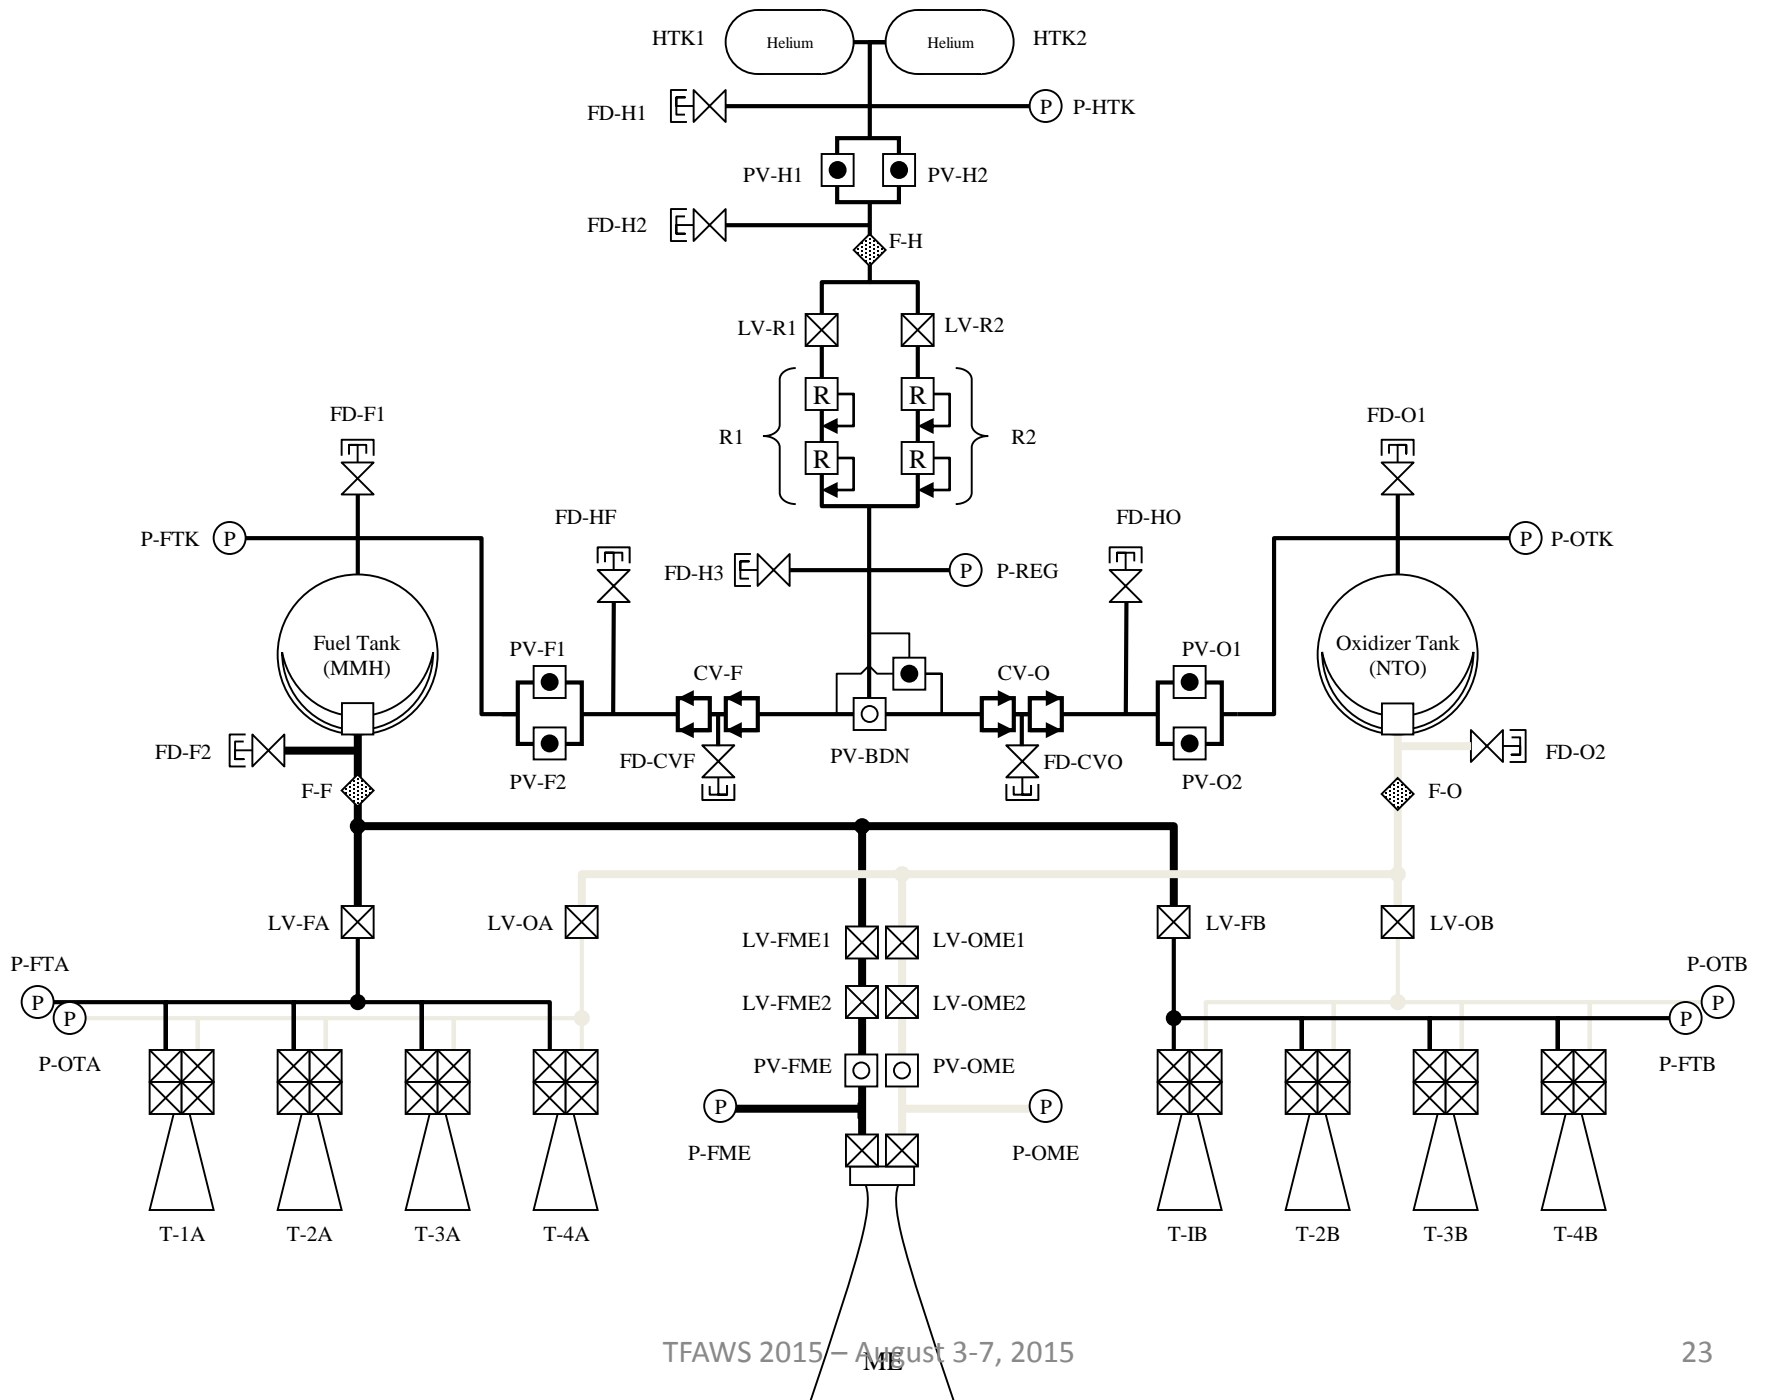 HTK1
Helium
Helium
HTK2
FD-H1
P
P-HTK
PV-H1
PV-H2
FD-H2
F-H
LV-R1
LV-R2
R
R
R1
R2
R
R
FD-F1
FD-O1
FD-HF
FD-HO
P-FTK
P
P
P-OTK
FD-H3
P
P-REG
Fuel Tank
(MMH)
Oxidizer Tank
(NTO)
PV-F1
PV-O1
CV-F
CV-O
FD-F2
PV-F2
FD-CVF
PV-BDN
FD-CVO
PV-O2
FD-O2
F-F
F-O
LV-FA
LV-OA
LV-FME1
LV-OME1
LV-FB
LV-OB
P-FTA
P-OTB
P
P
LV-FME2
LV-OME2
P
P
P-OTA
PV-FME
PV-OME
P-FTB
P
P
P-FME
P-OME
T-1A
T-2A
T-3A
T-4A
T-IB
T-2B
T-3B
T-4B
TFAWS 2015 – August 3-7, 2015
ME
23